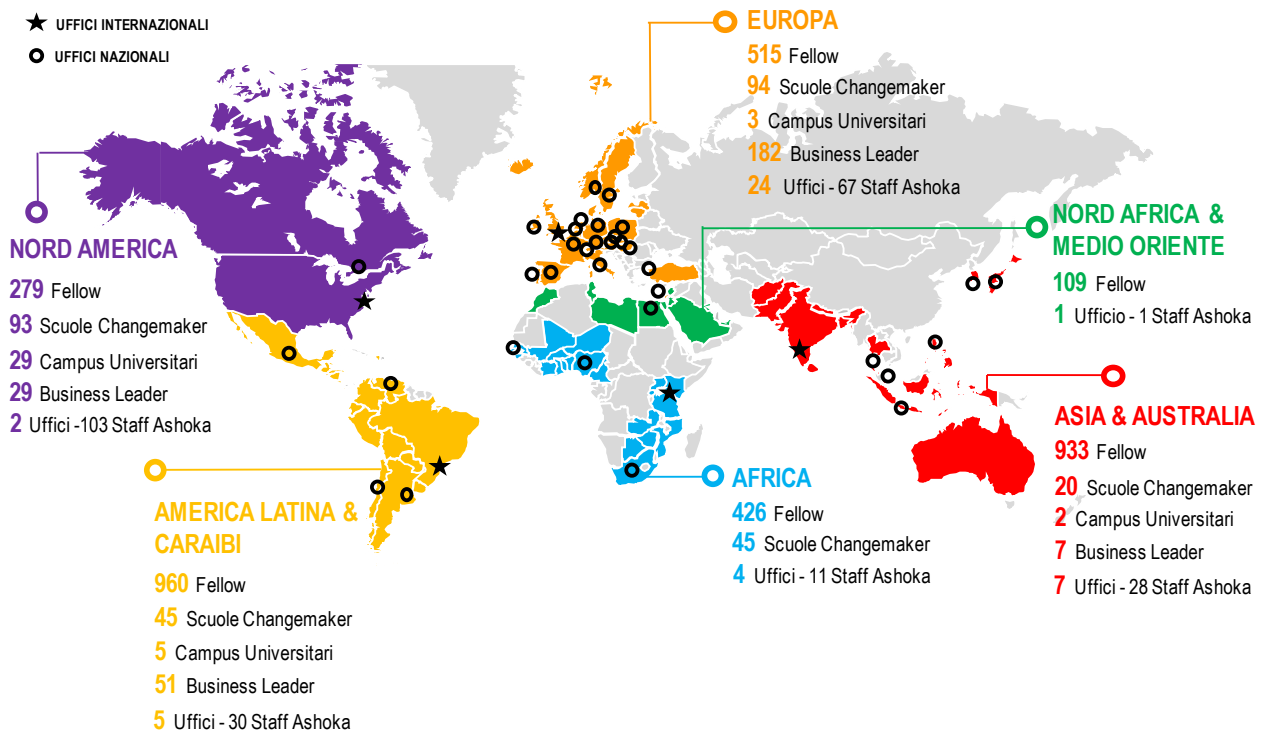 UFFICI INTERNAZIONALI
UFFICI NAZIONALI
EUROPA
515 Fellow
94 Scuole Changemaker
3 Campus Universitari
182 Business Leader
24 Uffici - 67 Staff Ashoka
NORD AMERICA
279 Fellow
93 Scuole Changemaker
29 Campus Universitari
29 Business Leader
2 Uffici -103 Staff Ashoka
NORD AFRICA &
MEDIO ORIENTE
109 Fellow
1 Ufficio - 1 Staff Ashoka
ASIA & AUSTRALIA
933 Fellow
20 Scuole Changemaker
2 Campus Universitari
7 Business Leader
7 Uffici - 28 Staff Ashoka
AFRICA
426 Fellow
45 Scuole Changemaker
4 Uffici - 11 Staff Ashoka
AMERICA LATINA &
CARAIBI
960 Fellow
45 Scuole Changemaker
5 Campus Universitari
51 Business Leader
5 Uffici - 30 Staff Ashoka